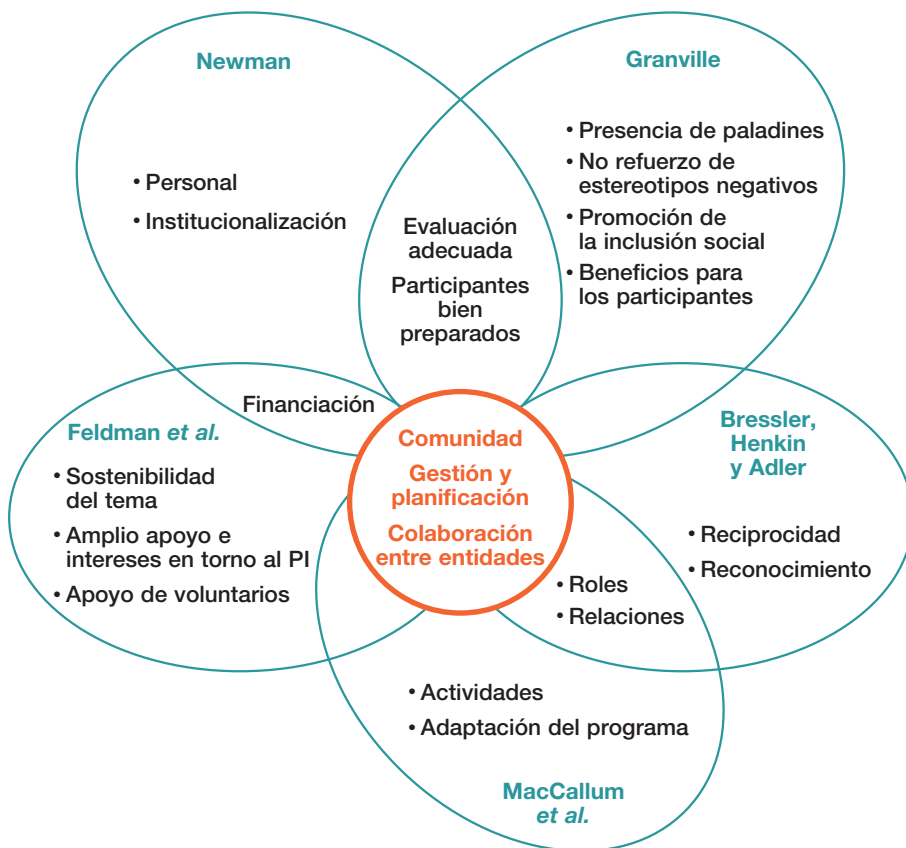 Newman
• Personal
• Institucionalización
Granville
• Presencia de paladines
• No refuerzo de
estereotipos negativos
• Promoción de
la inclusión social
• Beneficios para
los participantes
Evaluación
adecuada
Participantes
bien
preparados
Financiación
Feldman et al.
• Sostenibilidad
del tema
• Amplio apoyo e
intereses en torno al PI
• Apoyo de voluntarios
Comunidad
Gestión y
planificación
Colaboración
entre entidades
Bressler,
Henkin
y Adler
• Reciprocidad
• Reconocimiento
• Roles
• Relaciones
• Actividades
• Adaptación del programa
MacCallum
et al.